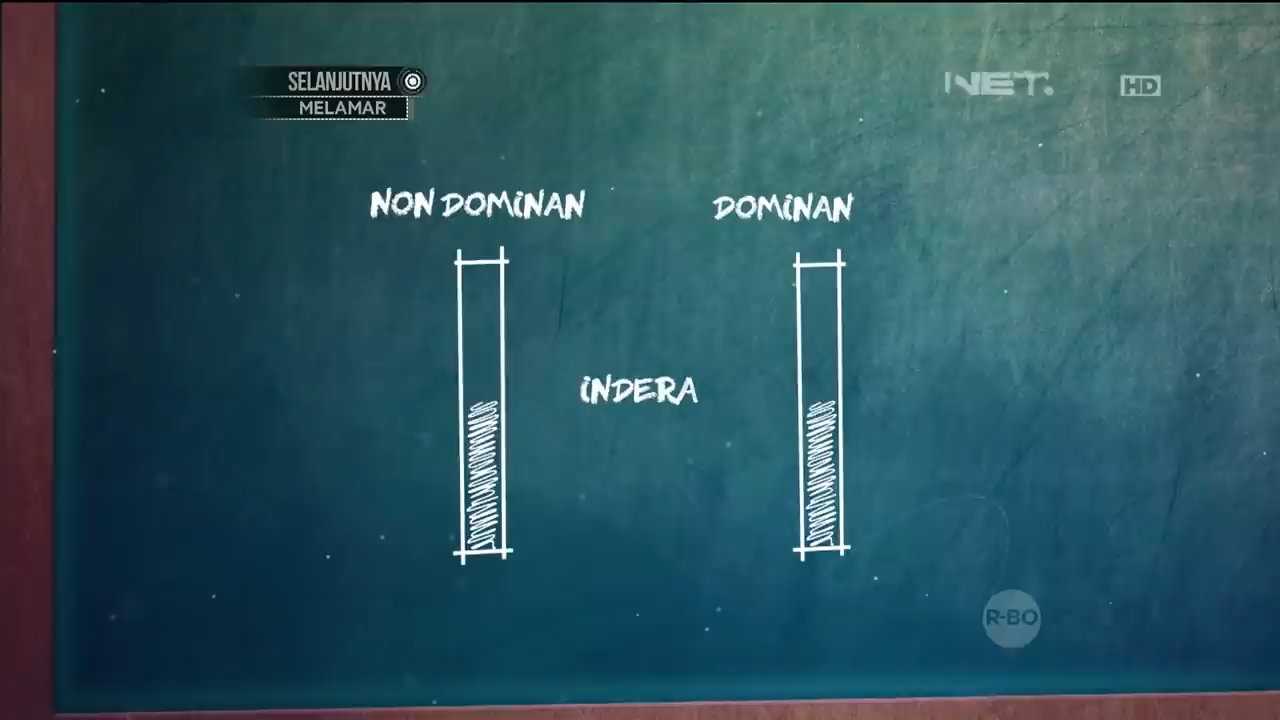 SELANJUTNYA
MELAMAR
NET.
HD
NON DOMINAN
DOMINAN
INDERA
R-BO